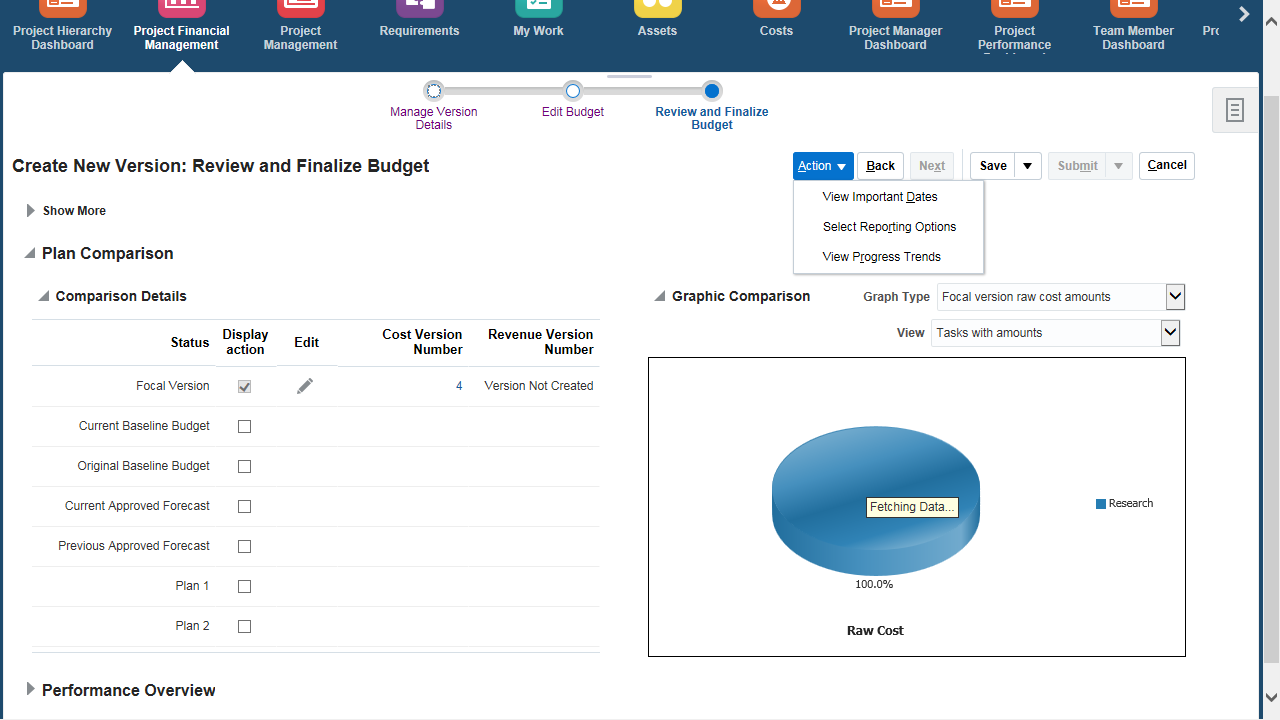 Project Hierarchy
Dashboard
Project Financial
Management
Project
Management
Requirements
My Work
Assets
Costs
Project Manager
Dashboard
Project
Performance
Team Member
Dashboard
Manage Version
Details
Edit Budget
Review and Finalize
Budget
Create New Version: Review and Finalize Budget
Action
Back
Next
Save
Submit
Cancel
View Important Dates
Select Reporting Options
View Progress Trends
Show More
Plan Comparison
Comparison Details
Status
Display
action
Edit
Cost Version
Number
Revenue Version
Number
Focal Version
4
Version Not Created
Current Baseline Budget
Original Baseline Budget
Current Approved Forecast
Previous Approved Forecast
Plan 1
Plan 2
Graphic Comparison
Graph Type
Focal version raw cost amounts
View
Tasks with amounts
Fetching Data...
Research
100.0%
Raw Cost
Performance Overview